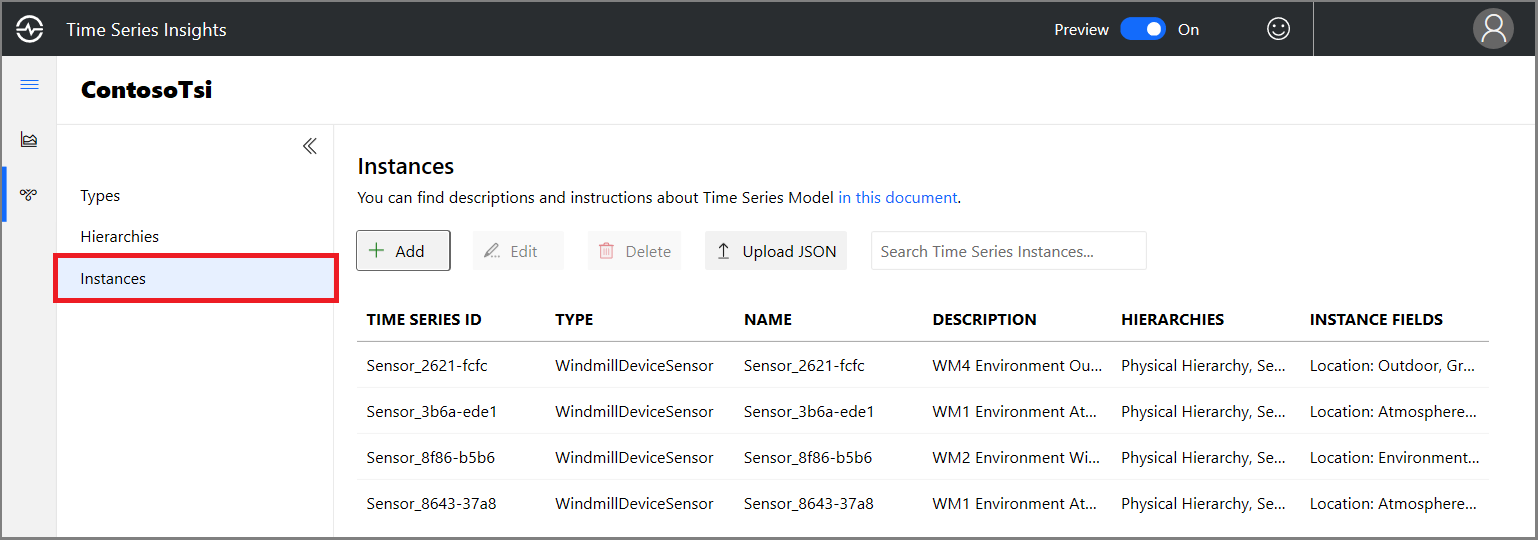 Time Series Insights
Preview On
ContosoTsi
Types
Hierarchies
Instances
Instances
You can find descriptions and instructions about Time Series Model in this document.
Add Edit Delete Upload JSON Search Time Series Instances...
TIME SERIES ID TYPE NAME DESCRIPTION HIERARCHIES INSTANCE FIELDS
Sensor_2621-fcfc WindmillDeviceSensor Sensor_2621-fcfc WM4 Environment Ou... Physical Hierarchy, Se... Location: Outdoor, Gr...
Sensor_3b6a-ede1 WindmillDeviceSensor Sensor_3b6a-ede1 WM1 Environment At... Physical Hierarchy, Se... Location: Atmosphere...
Sensor_8f86-b5b6 WindmillDeviceSensor Sensor_8f86-b5b6 WM2 Environment Wi... Physical Hierarchy, Se... Location: Environment...
Sensor_8643-37a8 WindmillDeviceSensor Sensor_8643-37a8 WM1 Environment At... Physical Hierarchy, Se... Location: Atmosphere...